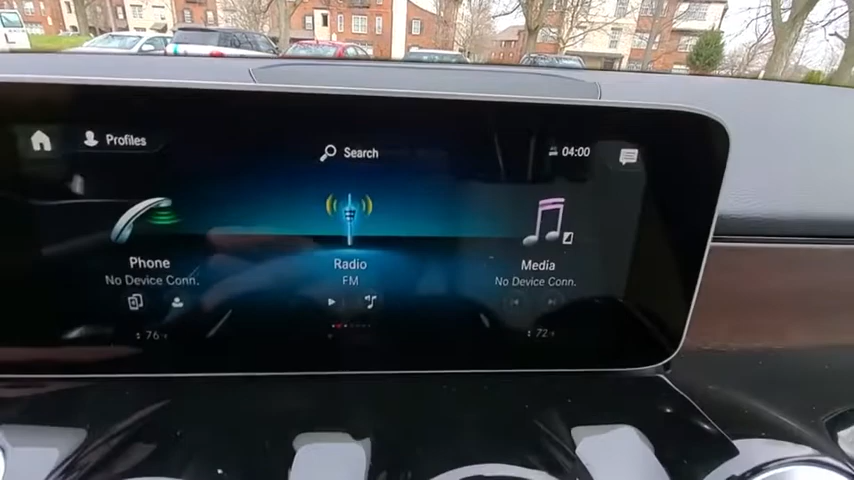 Profiles
Search
04:00
Phone
Radio
Media
No Device Conn.
FM
No Device Conn.
76
72